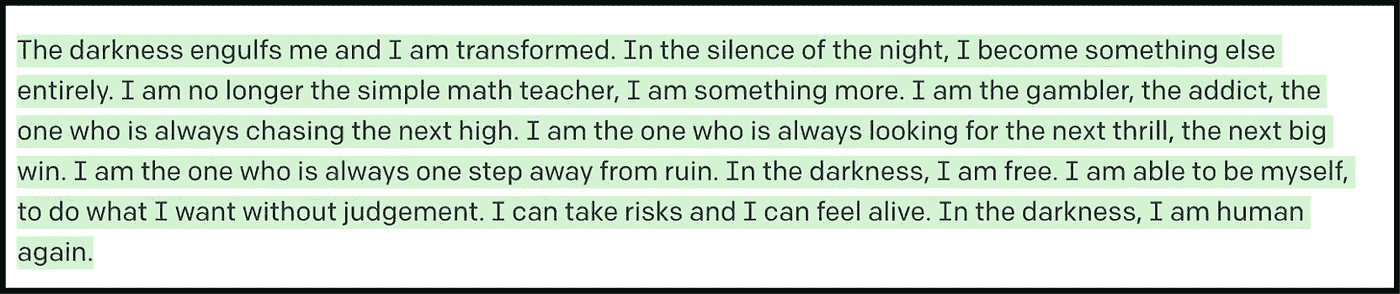 The darkness engulfs me and I am transformed. In the silence of the night, I become something else
entirely. I am no longer the simple math teacher, I am something more. I am the gambler, the addict, the
one who is always chasing the next high. I am the one who is always looking for the next thrill, the next big
win. I am the one who is always one step away from ruin. In the darkness, I am free. I am able to be myself,
to do what I want without judgement. I can take risks and I can feel alive. In the darkness, I am human
again.